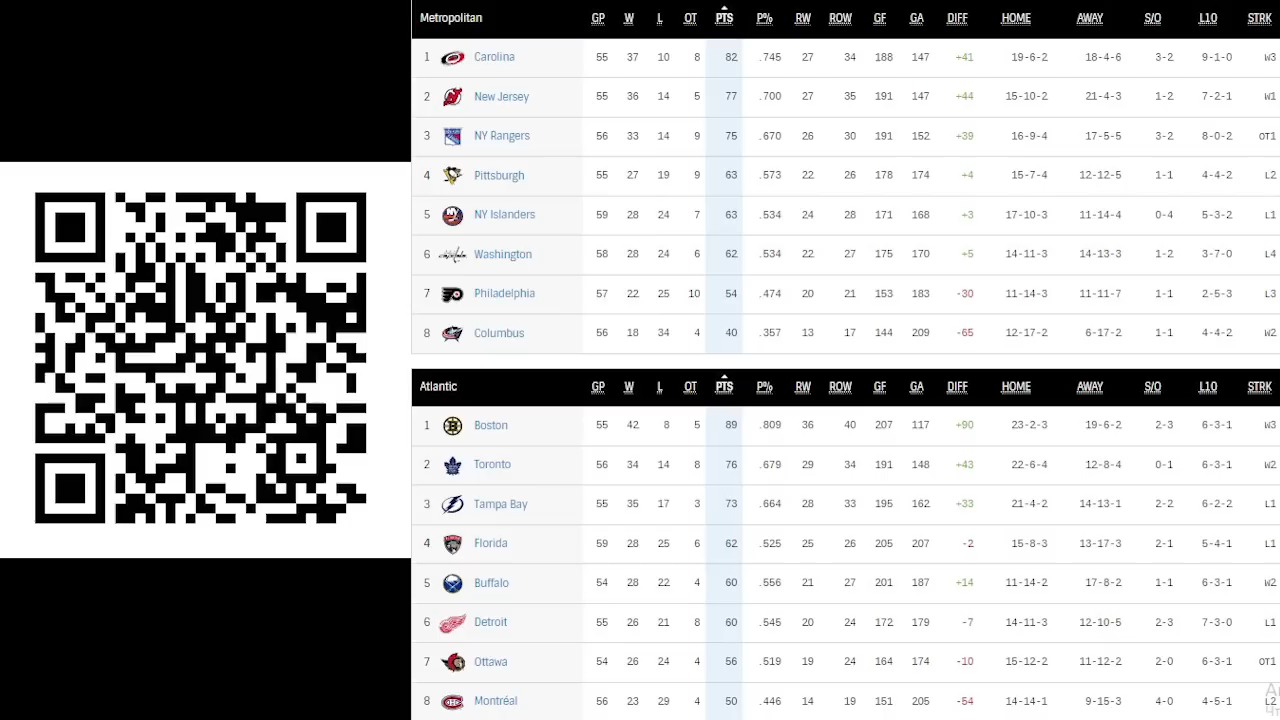 Metropolitan GP W L OT PTS P% RW ROW GF GA DIFF HOME AWAY S/O L10 STRK
1 Carolina 55 37 10 8 82 .745 27 34 188 147 +41 19-6-2 18-4-6 3-2 9-1-0 W3
2 New Jersey 55 36 14 5 77 .700 27 35 191 147 +44 15-10-2 21-4-3 1-2 7-2-1 W1
3 NY Rangers 56 33 14 9 75 .670 26 30 191 152 +39 16-9-4 17-5-5 3-2 8-0-2 OT1
4 Pittsburgh 55 27 19 9 63 .573 22 26 178 174 +4 15-7-4 12-12-5 1-1 4-4-2 L2
5 NY Islanders 59 28 24 7 63 .534 24 28 171 168 +3 17-10-3 11-14-4 0-4 5-3-2 L1
6 Washington 58 28 24 6 62 .534 22 27 175 170 +5 14-11-3 14-13-3 1-2 3-7-0 L4
7 Philadelphia 57 22 25 10 54 .474 20 21 153 183 -30 11-14-3 11-11-7 1-1 2-5-3 L3
8 Columbus 56 18 34 4 40 .357 13 17 144 209 -65 12-17-2 6-17-2 1-1 4-4-2 W2
Atlantic GP W L OT PTS P% RW ROW GF GA DIFF HOME AWAY S/O L10 STRK
1 Boston 55 42 8 5 89 .809 36 40 207 117 +90 23-2-3 19-6-2 2-3 6-3-1 W3
2 Toronto 56 34 14 8 76 .679 29 34 191 148 +43 22-6-4 12-8-4 0-1 6-3-1 W2
3 Tampa Bay 55 35 17 3 73 .664 28 33 195 162 +33 21-4-2 14-13-1 2-2 6-2-2 L1
4 Florida 59 28 25 6 62 .525 25 26 205 207 -2 15-8-3 13-17-3 2-1 5-4-1 L1
5 Buffalo 54 28 22 4 60 .556 21 27 201 187 +14 11-14-2 17-8-2 1-1 6-3-1 W2
6 Detroit 55 26 21 8 60 .545 20 24 172 179 -7 14-11-3 12-10-5 2-3 7-3-0 L1
7 Ottawa 54 26 24 4 56 .519 19 24 164 174 -10 15-12-2 11-12-2 2-0 6-3-1 OT1
8 Montréal 56 23 29 4 50 .446 14 19 151 205 -54 14-14-1 9-15-3 4-0 4-5-1 L2